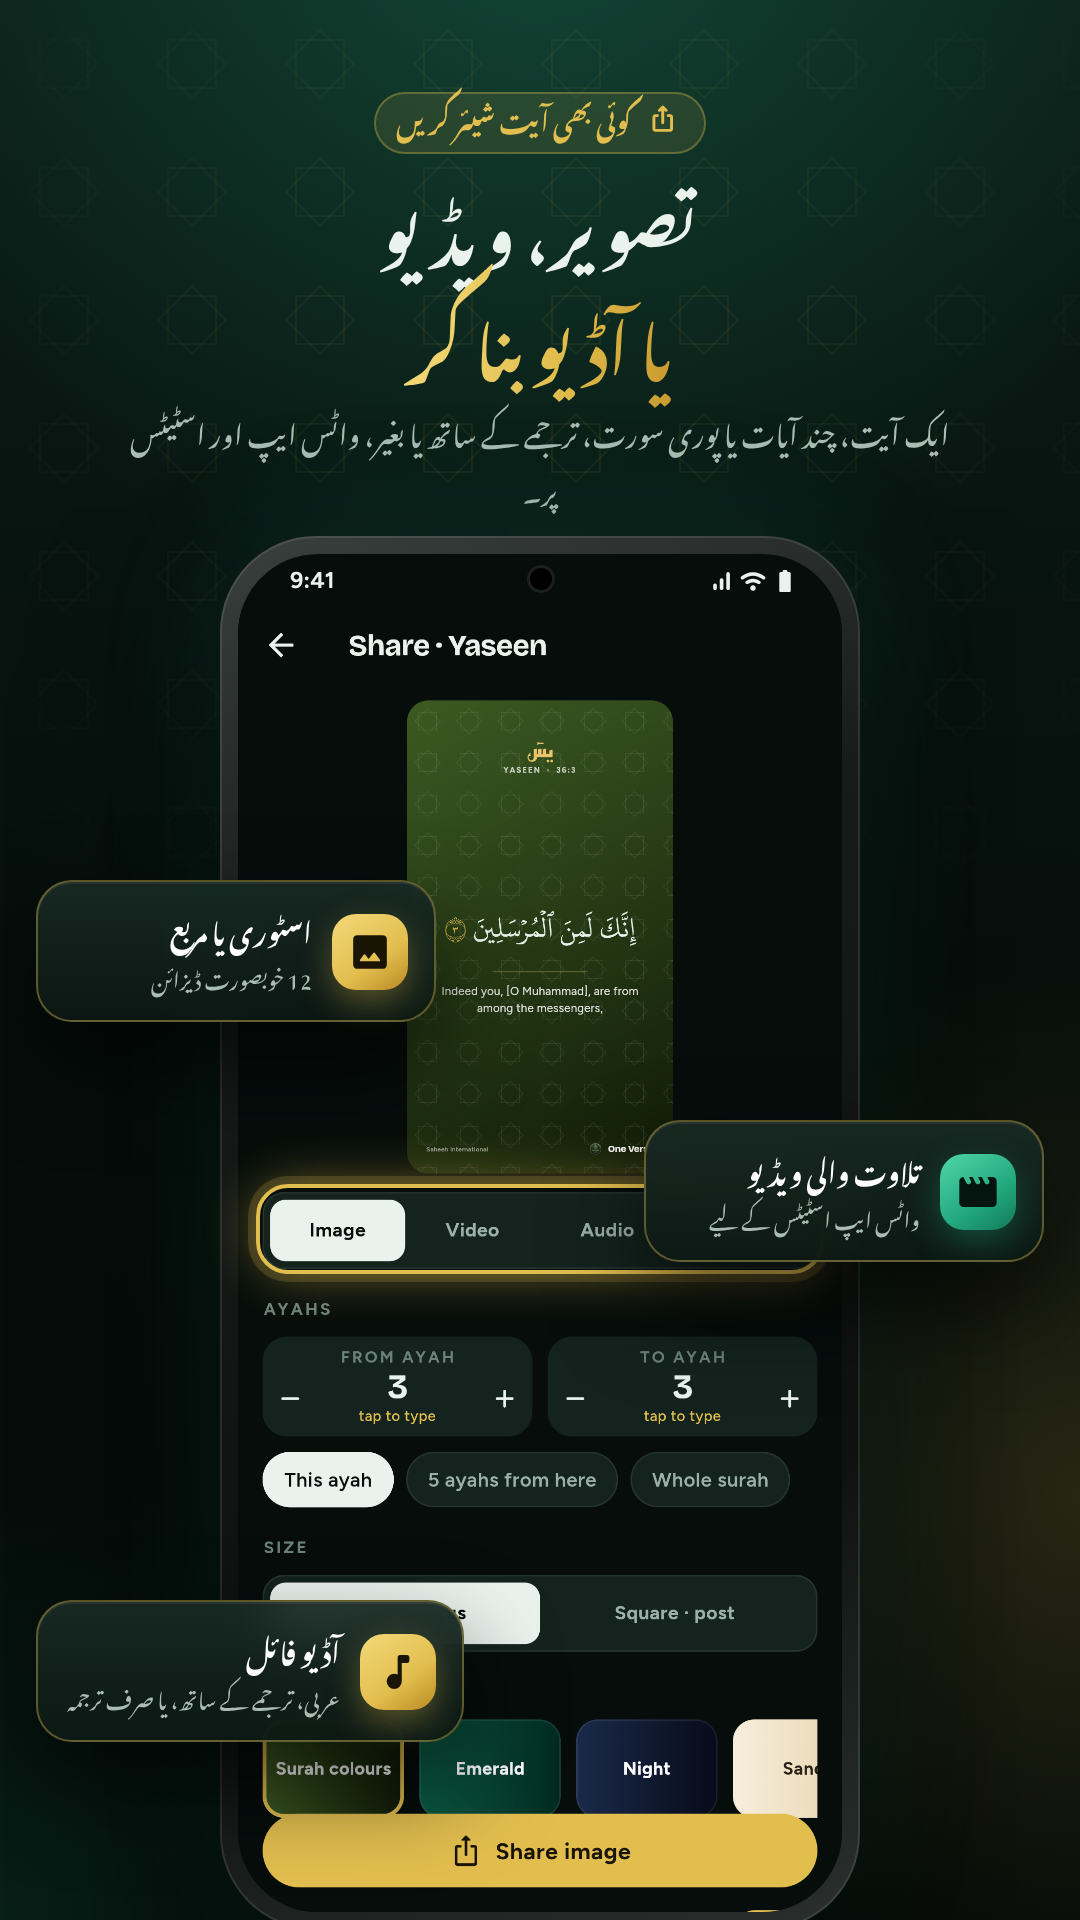 کوئی بھی آیت شیئر کریں
تصویر، ویڈیو
یا آڈیو بنا کر
ایک آیت، چند آیات یا پوری سورت، ترجمے کے ساتھ یا بغیر، واٹس ایپ اور اسٹیٹس
پر۔
9:41
Share · Yaseen
يسٓ
YASEEN · 36:3
إِنَّكَ لَمِنَ ٱلْمُرْسَلِينَ ٣
Indeed you, [O Muhammad], are from
among the messengers,
Saheeh International
One
اسٹوری یا مربع
12 خوبصورت ڈیزائن
تلاوت والی ویڈیو
واٹس ایپ اسٹیٹس کے لیے
Image
Video
Audio
AYAHS
FROM AYAH
3
tap to type
TO AYAH
3
tap to type
This ayah
5 ayahs from here
Whole surah
SIZE
Square · post
آڈیو فائل
عربی، ترجمے کے ساتھ، یا صرف ترجمہ
Surah colours
Emerald
Night
Share image